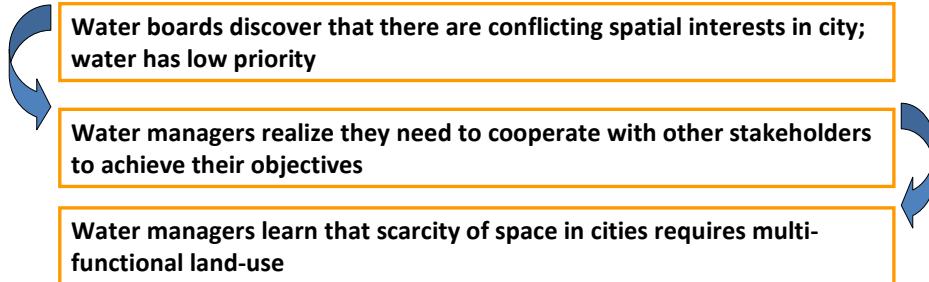 Water boards discover that there are conflicting spatial interests in city;
water has low priority
Water managers realize they need to cooperate with other stakeholders
to achieve their objectives
Water managers learn that scarcity of space in cities requires multi-
functional land-use